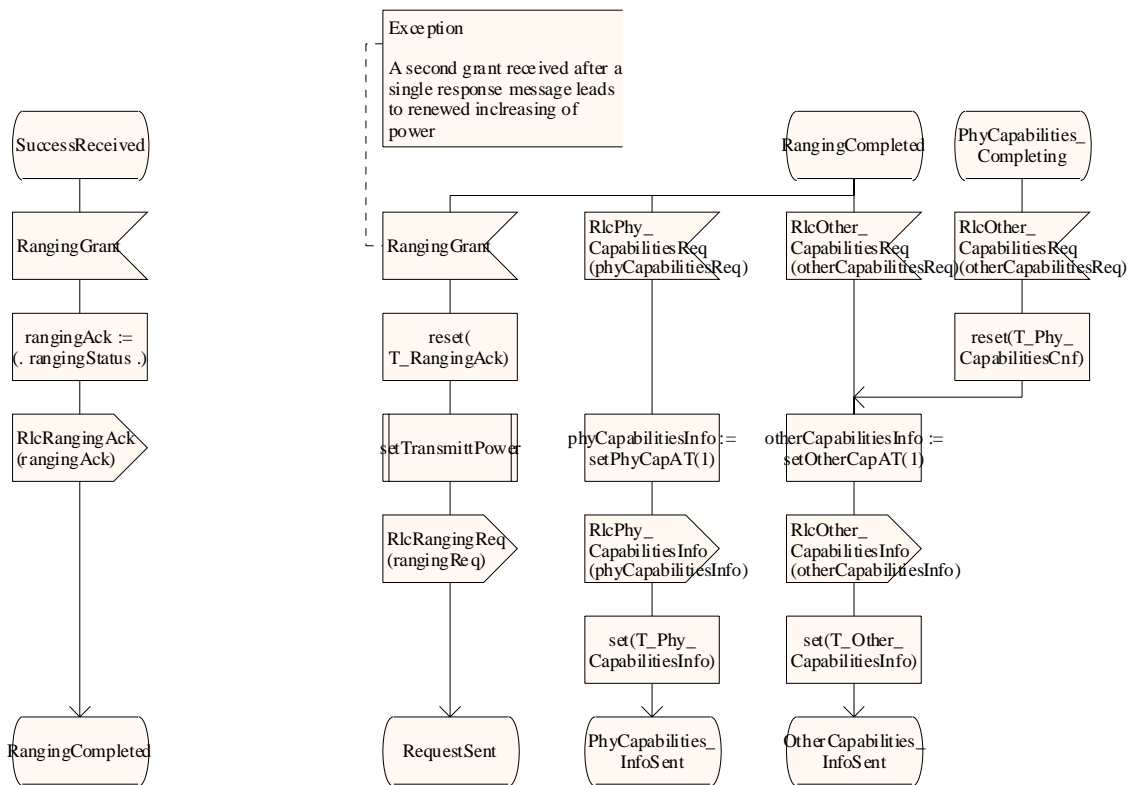 Exception
A second grant received after a
single response message leads
to renewed inclreasing of
power
SuccessReceived
RangingCompleted
PhyCapabilities_
Completing
RangingGrant
RangingGrant
RlcPhy_
CapabilitiesReq
(phyCapabilitiesReq)
RlcOther_
CapabilitiesReq
(otherCapabilitiesReq)
RlcOther_
CapabilitiesReq
(otherCapabilitiesReq)
rangingAck :=
(. rangingStatus .)
reset(
T_RangingAck)
reset(T_Phy_
CapabilitiesCnf)
RlcRangingAck
(rangingAck)
setTransmittPower
phyCapabilitiesInfo :=
setPhyCapAT(1)
otherCapabilitiesInfo :=
setOtherCapAT(1)
RlcRangingReq
(rangingReq)
RlcPhy_
CapabilitiesInfo
(phyCapabilitiesInfo)
RlcOther_
CapabilitiesInfo
(otherCapabilitiesInfo)
set(T_Phy_
CapabilitiesInfo)
set(T_Other_
CapabilitiesInfo)
RangingCompleted
RequestSent
PhyCapabilities_
InfoSent
OtherCapabilities_
InfoSent